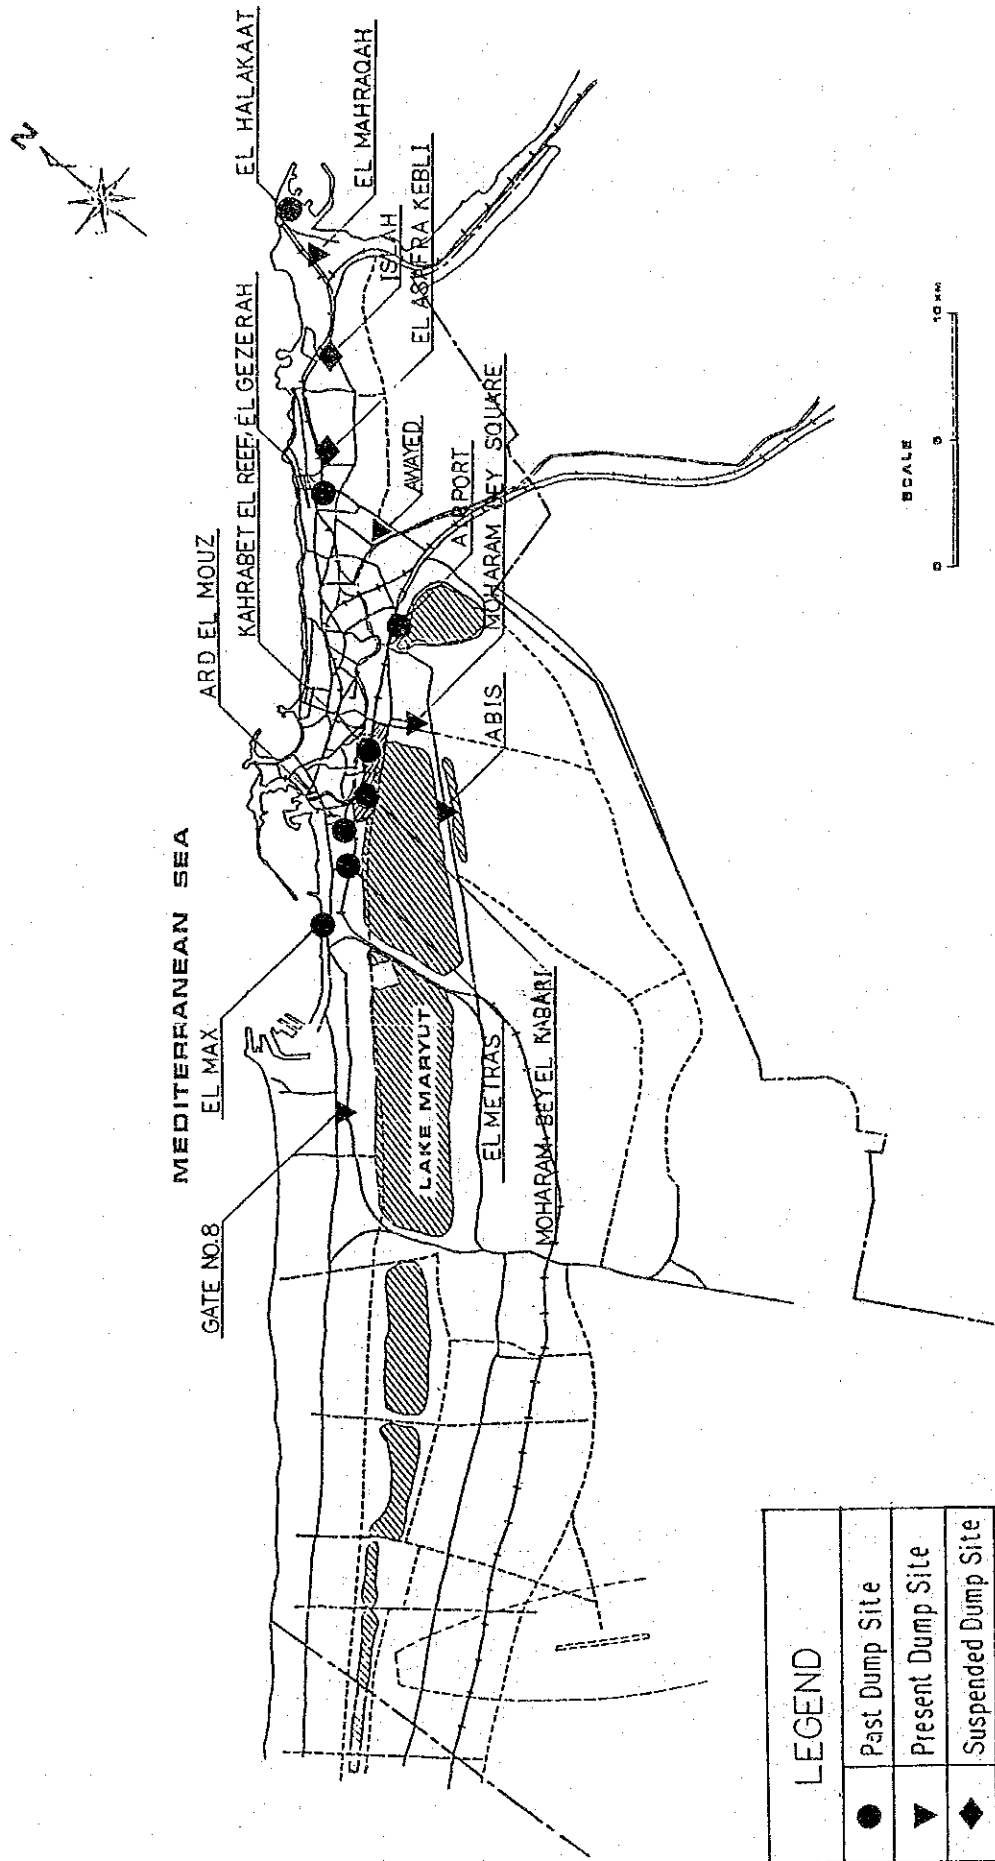 N
MEDITERRANEAN SEA
GATE NO.8
EL MAX
ARD EL MOUZ
KAHRABET EL REEF, EL GEZERAH
EL HALAKAAT
EL MAHRAQAH
ISLAH
EL ASAFRA KEBLI
AWAYED
AIRPORT
MOHARAM BEY SQUARE
ABIS
LAKE MARYUT
EL METRAS
MOHARAM BEY EL KABARI
SCALE
0 5 10 KM
LEGEND
Past Dump Site
Present Dump Site
Suspended Dump Site